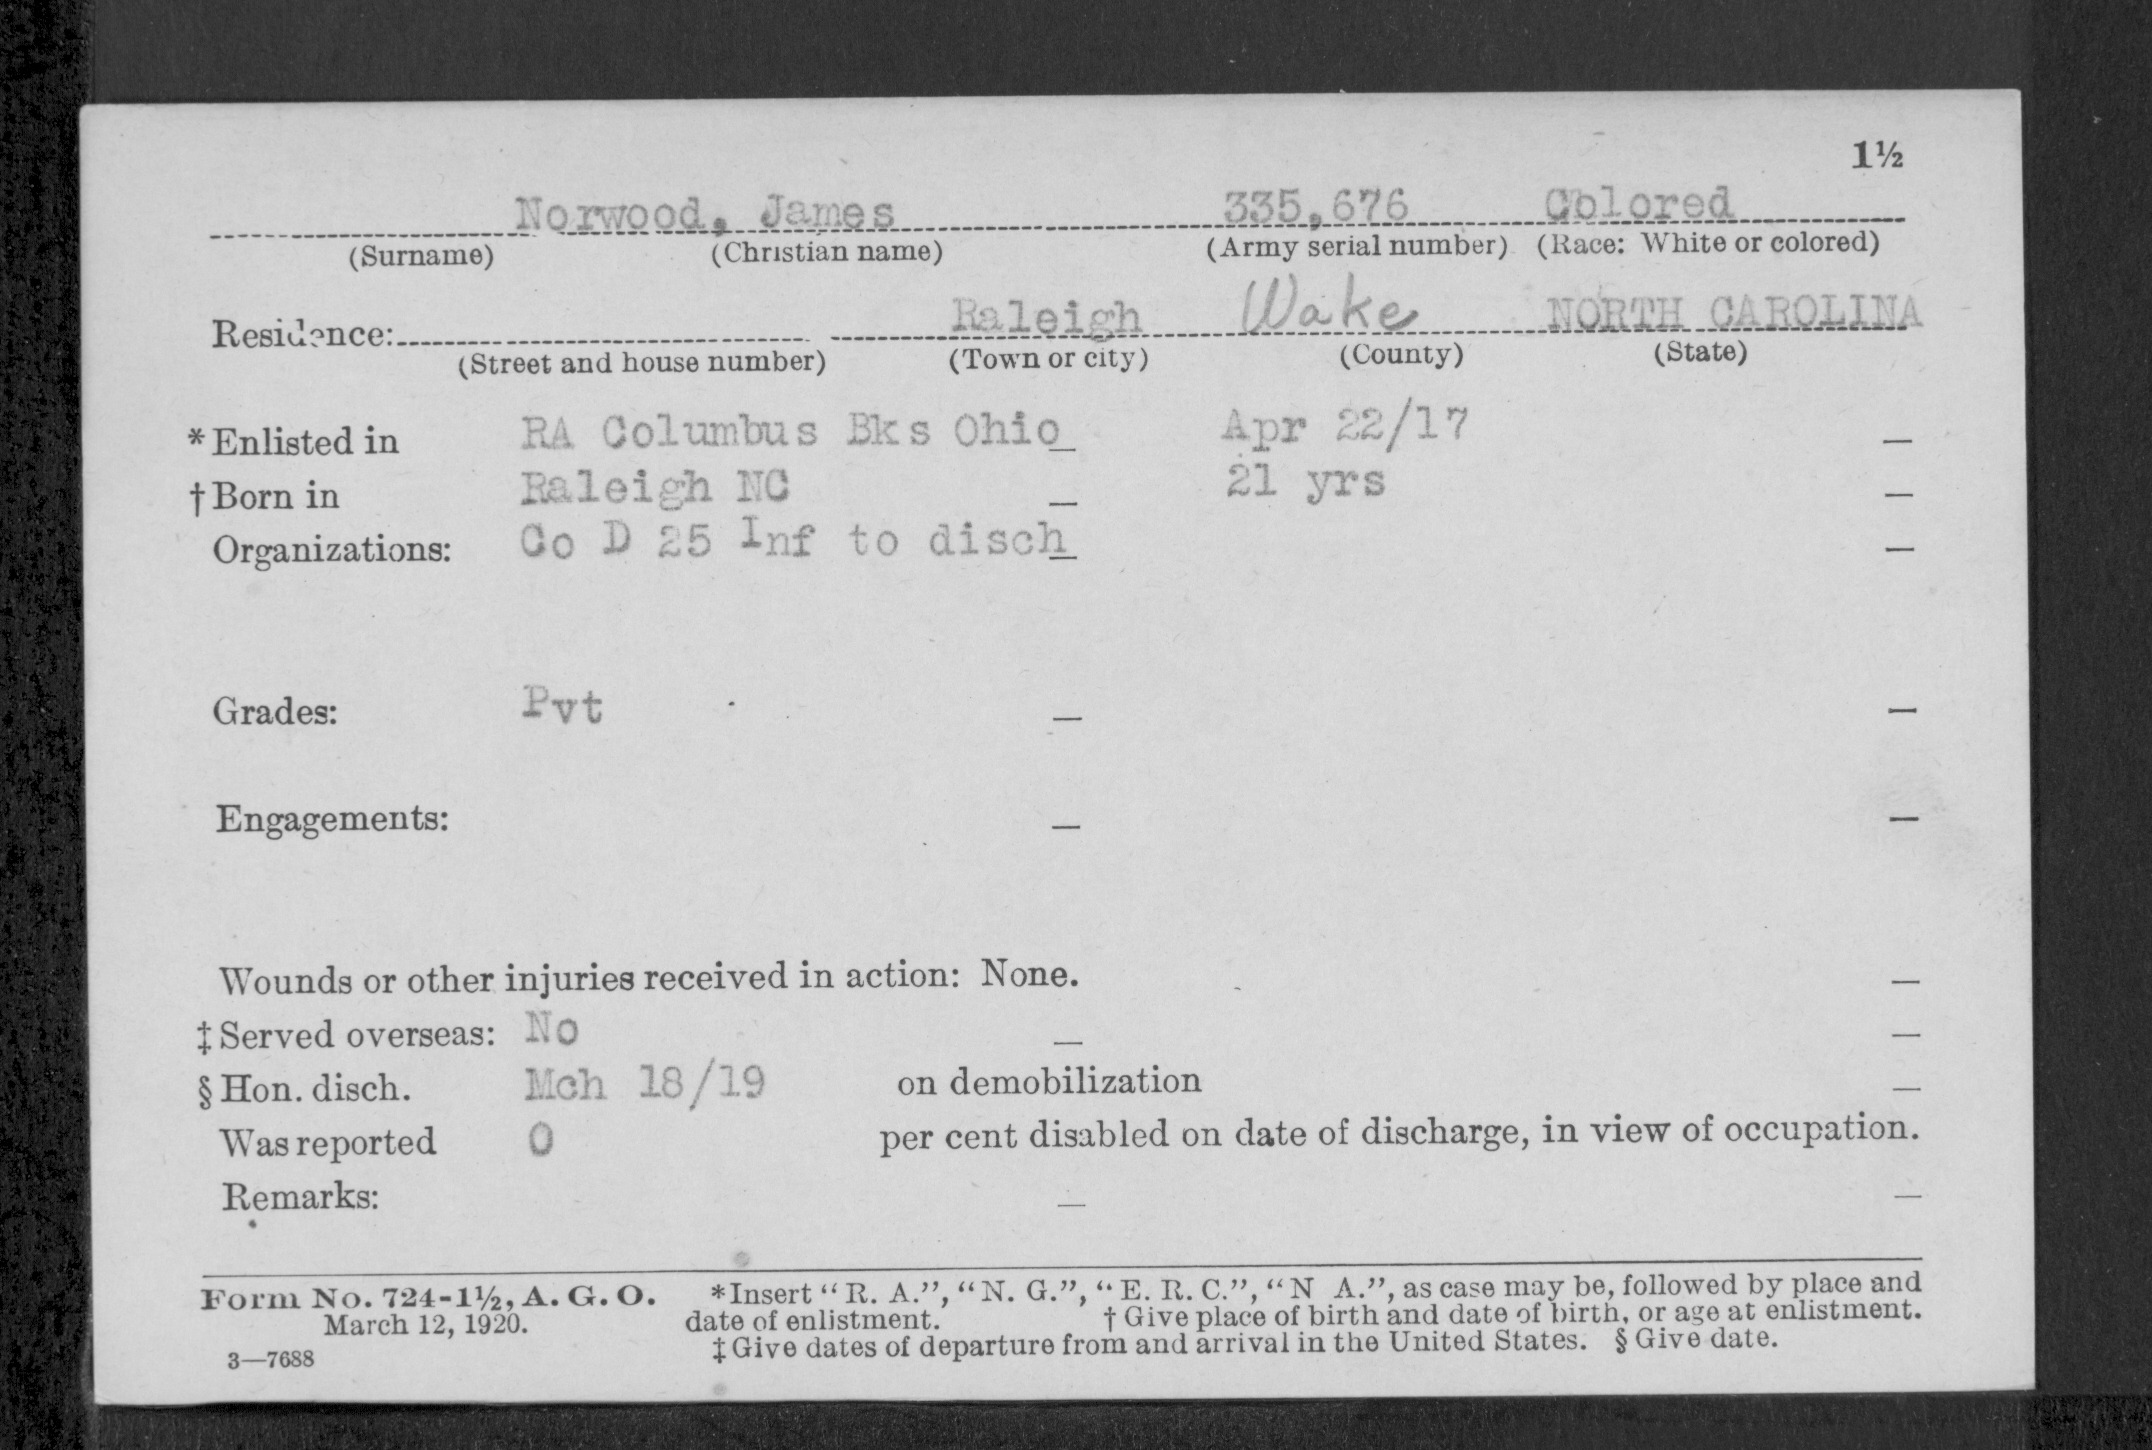 1½
Norwood, James 335,676 Colored
(Surname) (Christian name) (Army serial number) (Race: White or colored)
Residence: Raleigh Wake NORTH CAROLINA
(Street and house number) (Town or city) (County) (State)
*Enlisted in RA Columbus Bks Ohio Apr 22/17
†Born in Raleigh NC 21 yrs
Organizations: Co D 25 Inf to disch
Grades: Pvt
Engagements:
Wounds or other injuries received in action: None.
‡Served overseas: No
§Hon. disch. Mch 18/19 on demobilization
Was reported 0 per cent disabled on date of discharge, in view of occupation.
Remarks:
Form No. 724-1½, A. G. O. *Insert "R. A.", "N. G.", "E. R. C.", "N A.", as case may be, followed by place and
March 12, 1920. date of enlistment. †Give place of birth and date of birth, or age at enlistment.
3—7688 ‡Give dates of departure from and arrival in the United States. §Give date.